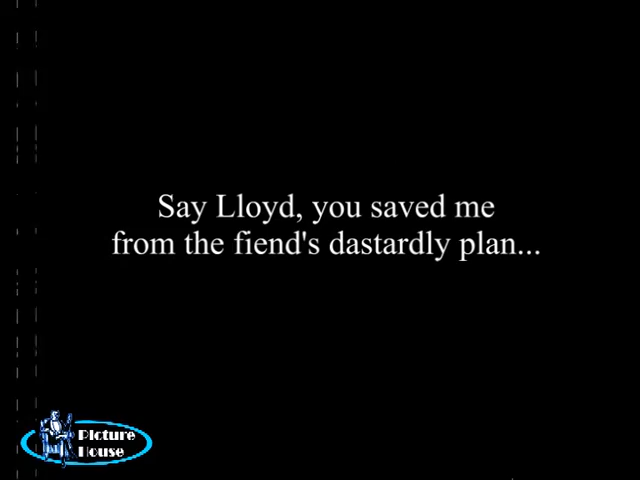 Say Lloyd, you saved me
from the fiend's dastardly plan...
Picture
House